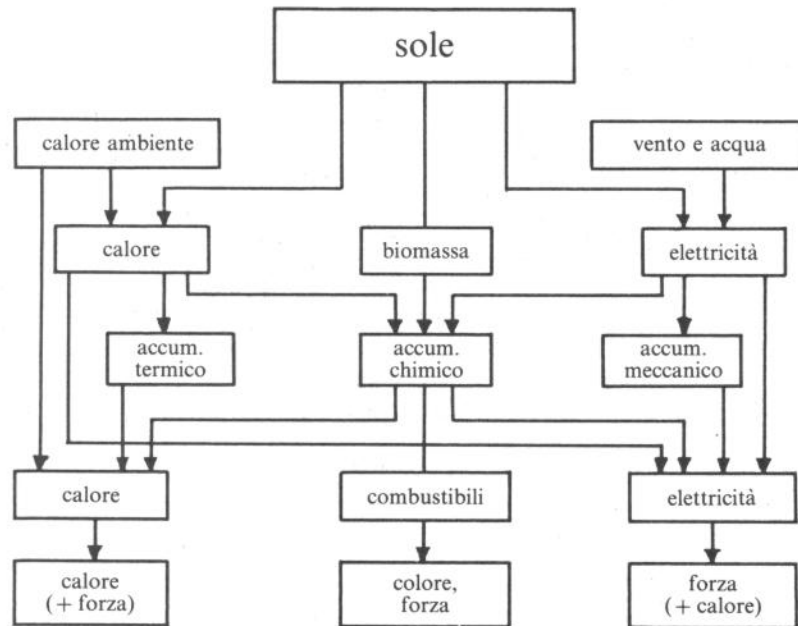 sole
calore ambiente
vento e acqua
calore
biomassa
elettricità
accum.
termico
accum.
chimico
accum.
meccanico
calore
combustibili
elettricità
calore
(+ forza)
colore,
forza
forza
(+ calore)